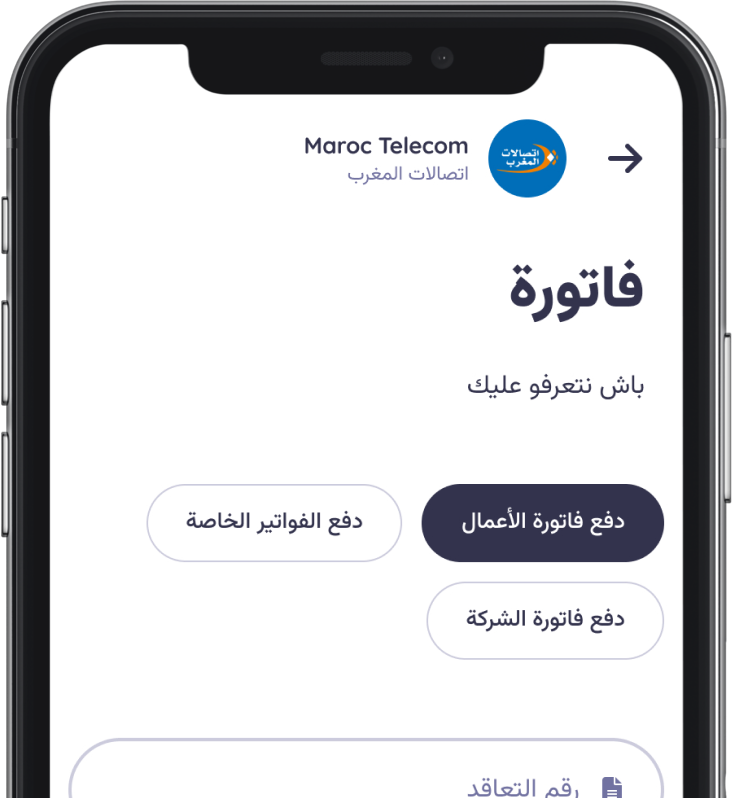 Maroc Telecom
اتصالات المغرب
اتصالات
المغرب
فاتورة
باش نتعرفو عليك
دفع فاتورة الأعمال
دفع الفواتير الخاصة
دفع فاتورة الشركة
رقم التعاقد